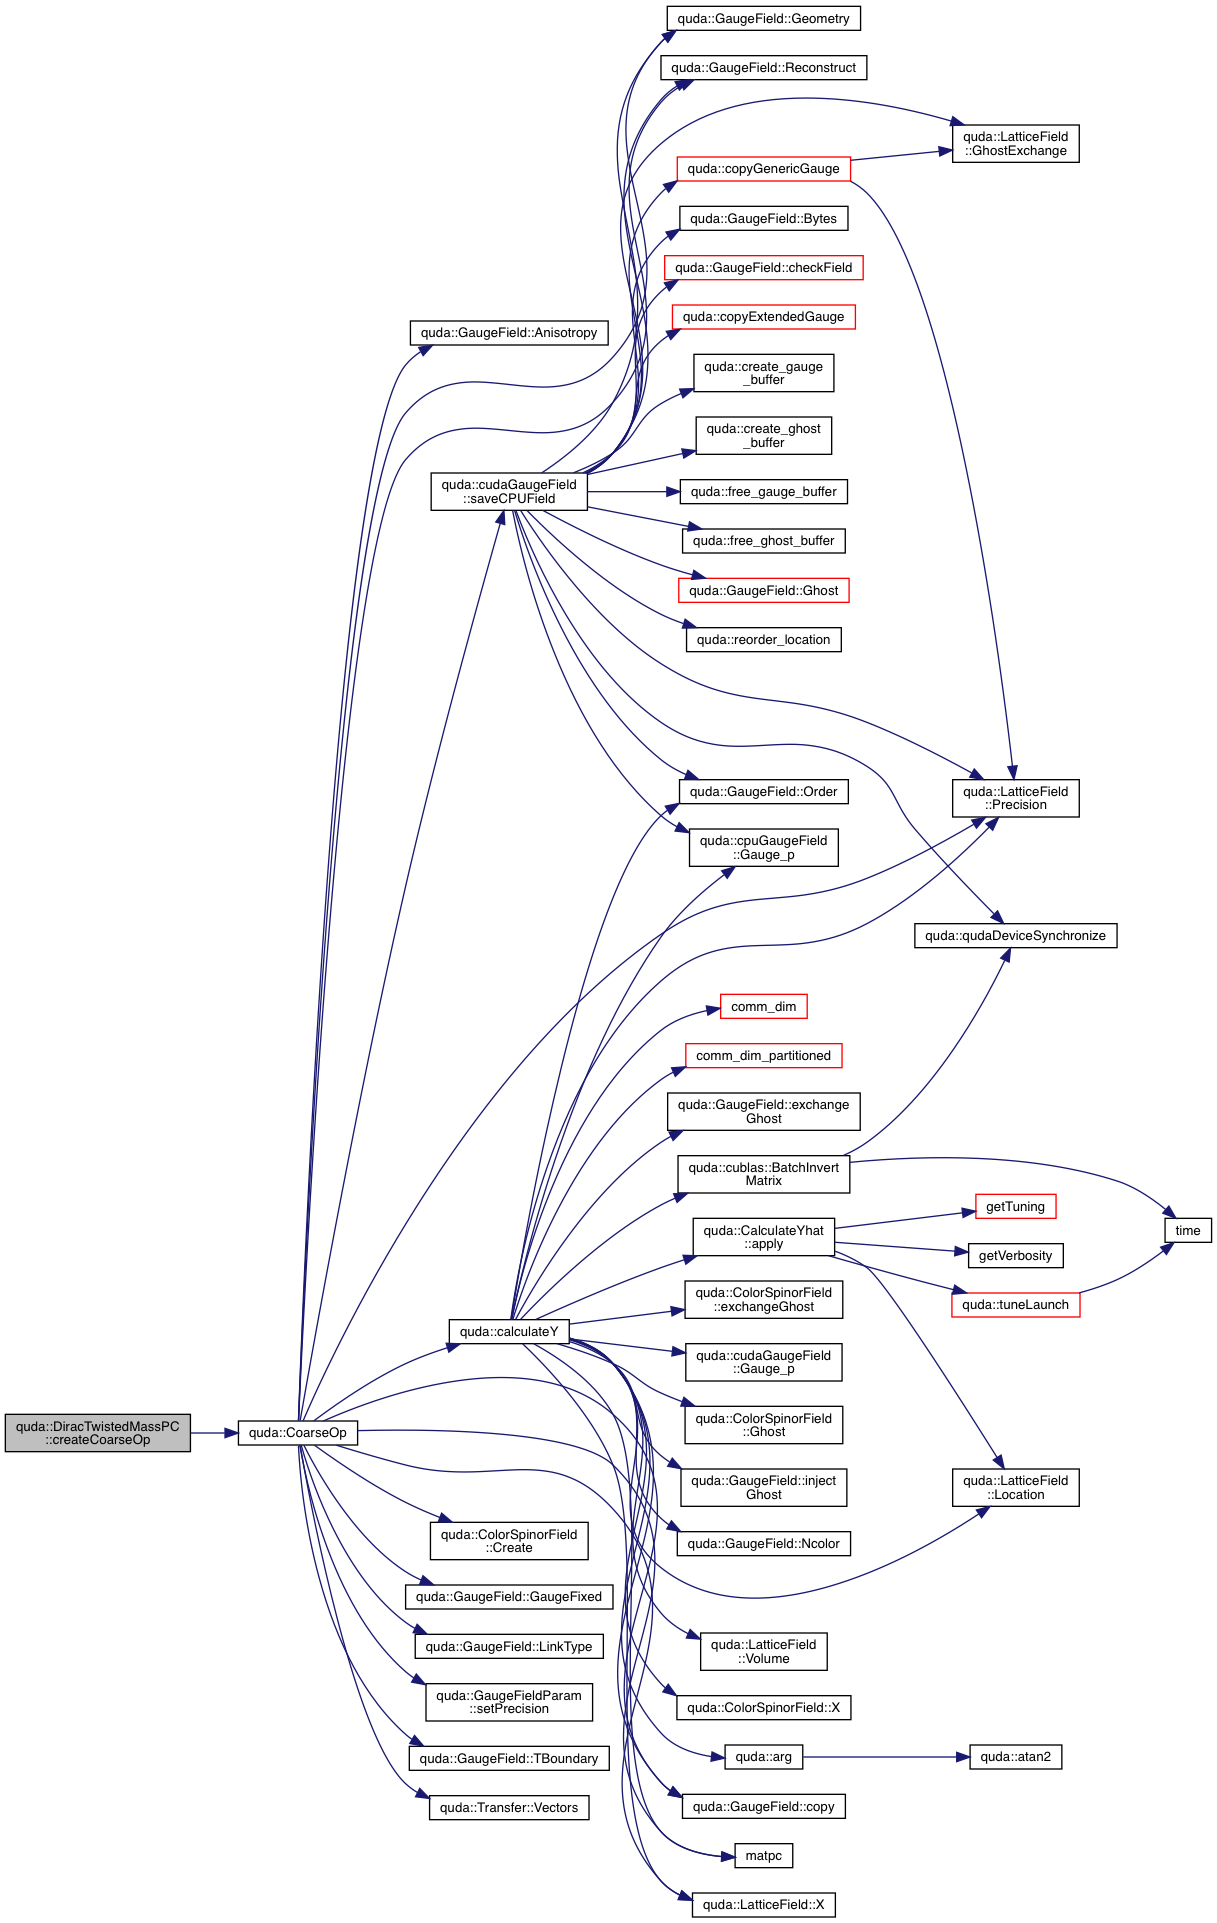 quda::GaugeField::Geometry
quda::GaugeField::Reconstruct
quda::LatticeField
::GhostExchange
quda::copyGenericGauge
quda::GaugeField::Bytes
quda::GaugeField::checkField
quda::copyExtendedGauge
quda::GaugeField::Anisotropy
quda::create_gauge
_buffer
quda::create_ghost
_buffer
quda::cudaGaugeField
::saveCPUField
quda::free_gauge_buffer
quda::free_ghost_buffer
quda::GaugeField::Ghost
quda::reorder_location
quda::GaugeField::Order
quda::LatticeField
::Precision
quda::cpuGaugeField
::Gauge_p
quda::qudaDeviceSynchronize
comm_dim
comm_dim_partitioned
quda::GaugeField::exchange
Ghost
quda::cublas::BatchInvert
Matrix
getTuning
quda::CalculateYhat
::apply
time
getVerbosity
quda::ColorSpinorField
::exchangeGhost
quda::tuneLaunch
quda::calculateY
quda::cudaGaugeField
::Gauge_p
quda::ColorSpinorField
::Ghost
quda::DiracTwistedMassPC
::createCoarseOp
quda::CoarseOp
quda::GaugeField::inject
Ghost
quda::LatticeField
::Location
quda::ColorSpinorField
::Create
quda::GaugeField::Ncolor
quda::GaugeField::GaugeFixed
quda::GaugeField::LinkType
quda::LatticeField
::Volume
quda::GaugeFieldParam
::setPrecision
quda::ColorSpinorField::X
quda::GaugeField::TBoundary
quda::arg
quda::atan2
quda::Transfer::Vectors
quda::GaugeField::copy
matpc
quda::LatticeField::X